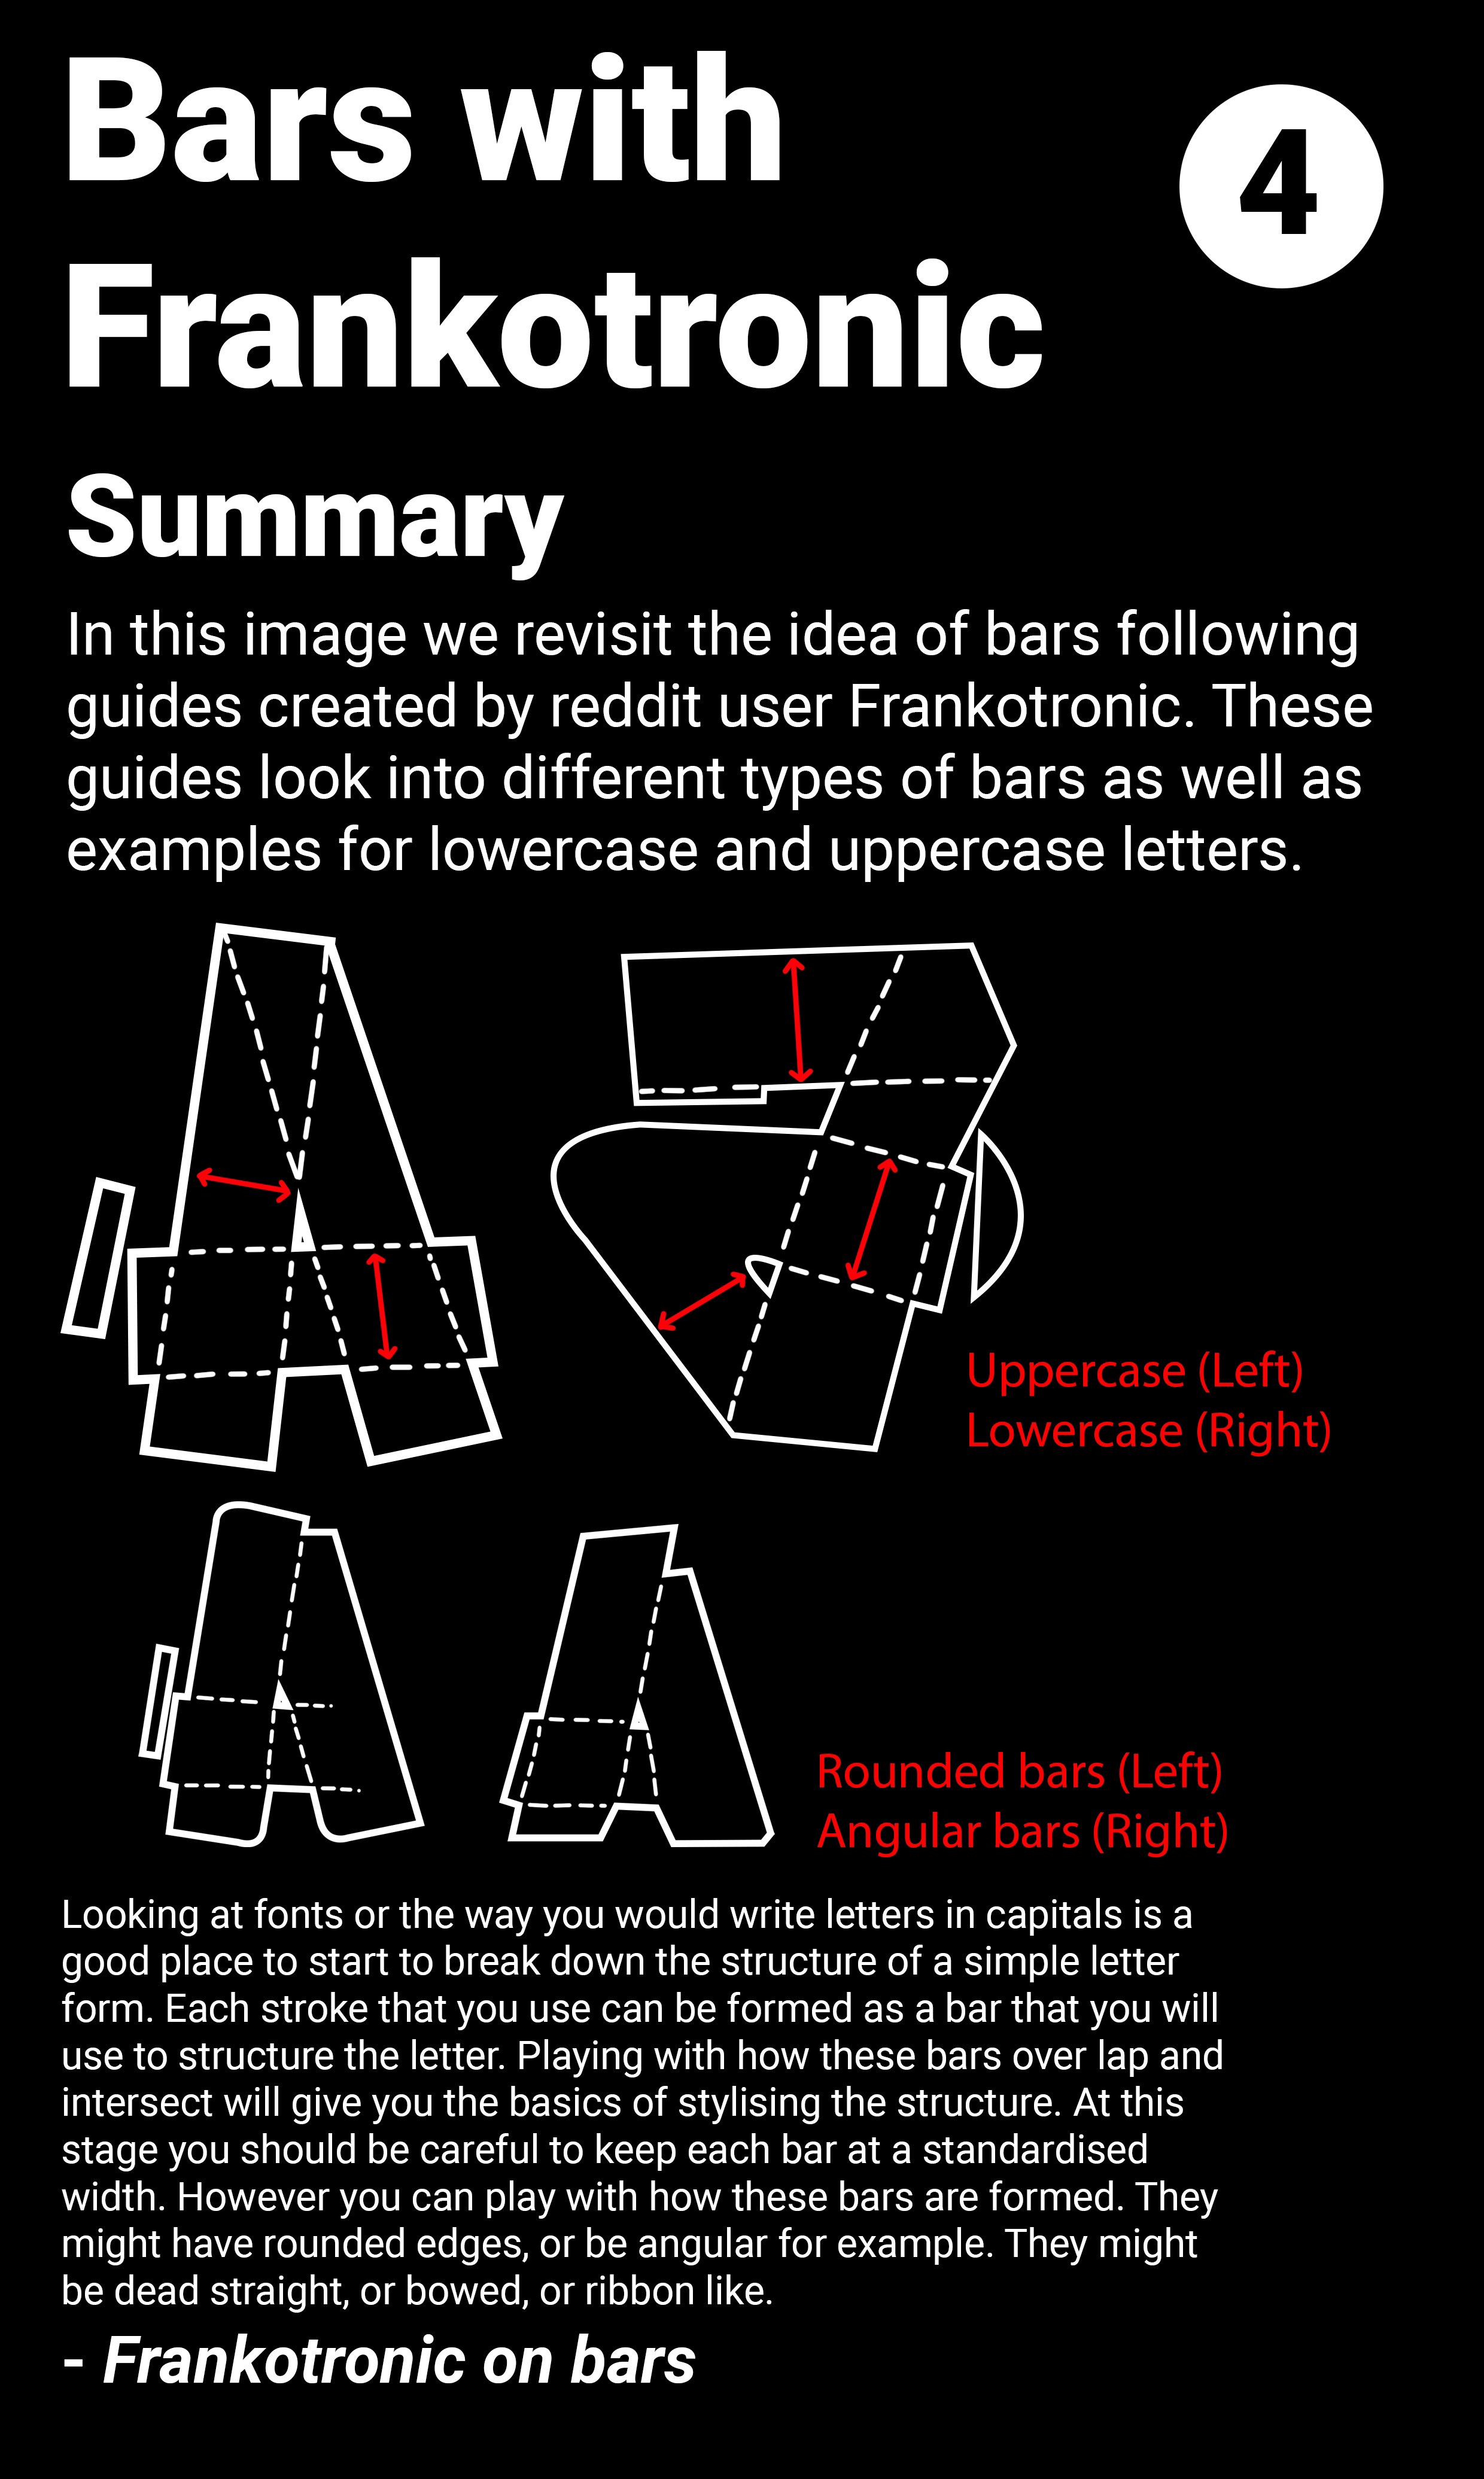 Bars with
4
Frankotronic
Summary
In this image we revisit the idea of bars following
guides created by reddit user Frankotronic. These
guides look into different types of bars as well as
examples for lowercase and uppercase letters.
Uppercase (Left)
Lowercase (Right)
Rounded bars (Left)
Angular bars (Right)
Looking at fonts or the way you would write letters in capitals is a
good place to start to break down the structure of a simple letter
form. Each stroke that you use can be formed as a bar that you will
use to structure the letter. Playing with how these bars over lap and
intersect will give you the basics of stylising the structure. At this
stage you should be careful to keep each bar at a standardised
width. However you can play with how these bars are formed. They
might have rounded edges, or be angular for example. They might
be dead straight, or bowed, or ribbon like.
- Frankotronic on bars